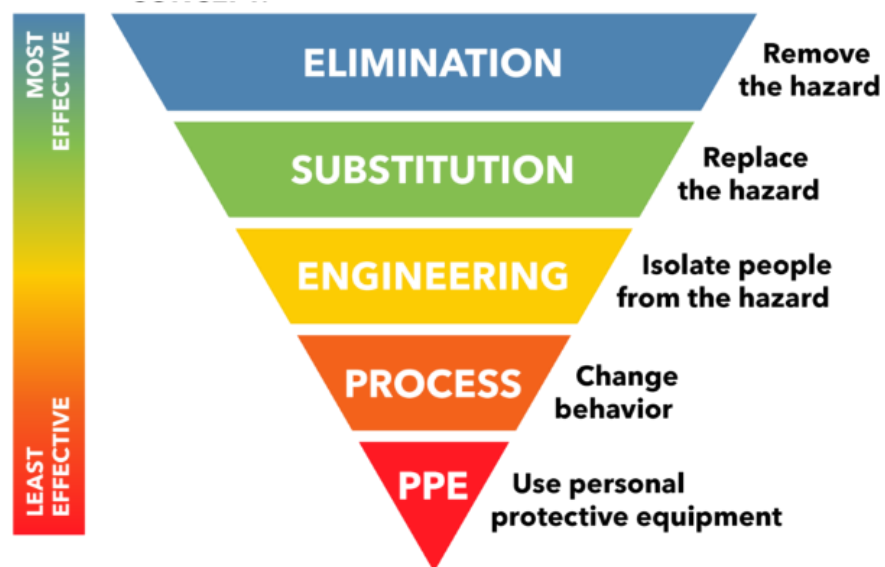 MOST
EFFECTIVE
LEAST
EFFECTIVE
ELIMINATION
Remove
the hazard
SUBSTITUTION
Replace
the hazard
ENGINEERING
Isolate people
from the hazard
PROCESS
Change
behavior
PPE
Use personal
protective equipment